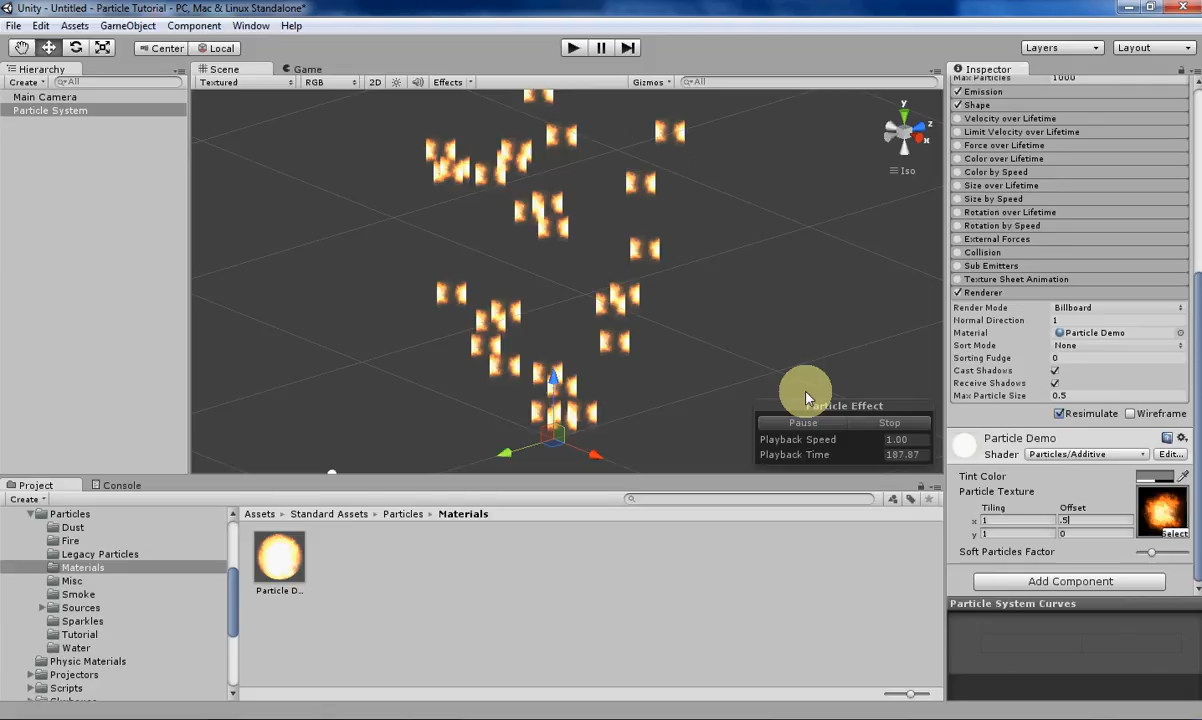 Unity - Untitled - Particle Tutorial - PC, Mac & Linux Standalone*
File Edit Assets GameObject Component Window Help
Center Local Layers Layout
Hierarchy Scene Game Inspector
Create All Textured RGB 2D Effects Gizmos All
Main Camera
Particle System
y
z
x
Iso
Max Particles 1000
Emission
Shape
Velocity over Lifetime
Limit Velocity over Lifetime
Force over Lifetime
Color over Lifetime
Color by Speed
Size over Lifetime
Size by Speed
Rotation over Lifetime
Rotation by Speed
External Forces
Collision
Sub Emitters
Texture Sheet Animation
Renderer
Render Mode Billboard
Normal Direction 1
Material Particle Demo
Sort Mode None
Sorting Fudge 0
Cast Shadows
Receive Shadows
Max Particle Size 0.5
Resimulate Wireframe
Particle Effect
Pause Stop
Playback Speed 1.00
Playback Time 187.87
Particle Demo
Shader Particles/Additive Edit...
Tint Color
Particle Texture
Tiling Offset
x 1 .5
y 1 0
Select
Soft Particles Factor
Add Component
Particle System Curves
Project Console
Create
Particles
Dust
Fire
Legacy Particles
Materials
Misc
Smoke
Sources
Sparkles
Tutorial
Water
Physic Materials
Projectors
Scripts
Assets Standard Assets Particles Materials
Particle D...